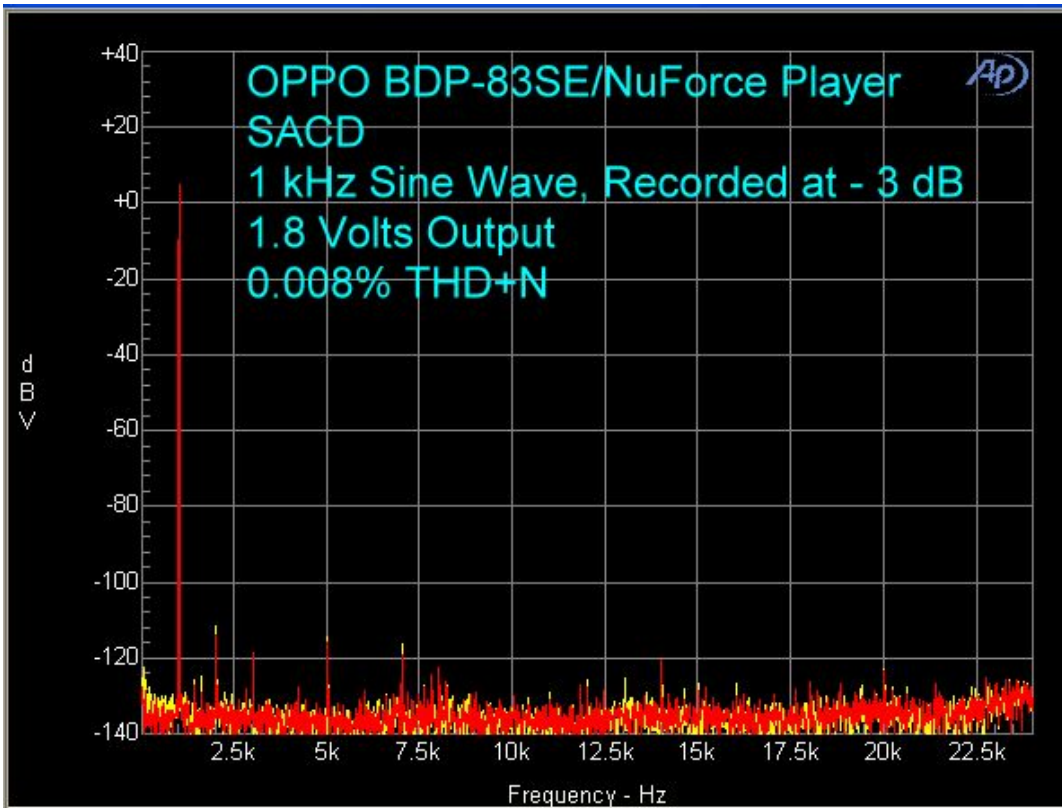 +40
OPPO BDP-83SE/NuForce Player
Ap
+20
SACD
1 kHz Sine Wave, Recorded at - 3 dB
+0
1.8 Volts Output
-20
0.008% THD+N
-40
d
B
V
-60
-80
-100
-120
-140
2.5k 5k 7.5k 10k 12.5k 15k 17.5k 20k 22.5k
Frequency - Hz